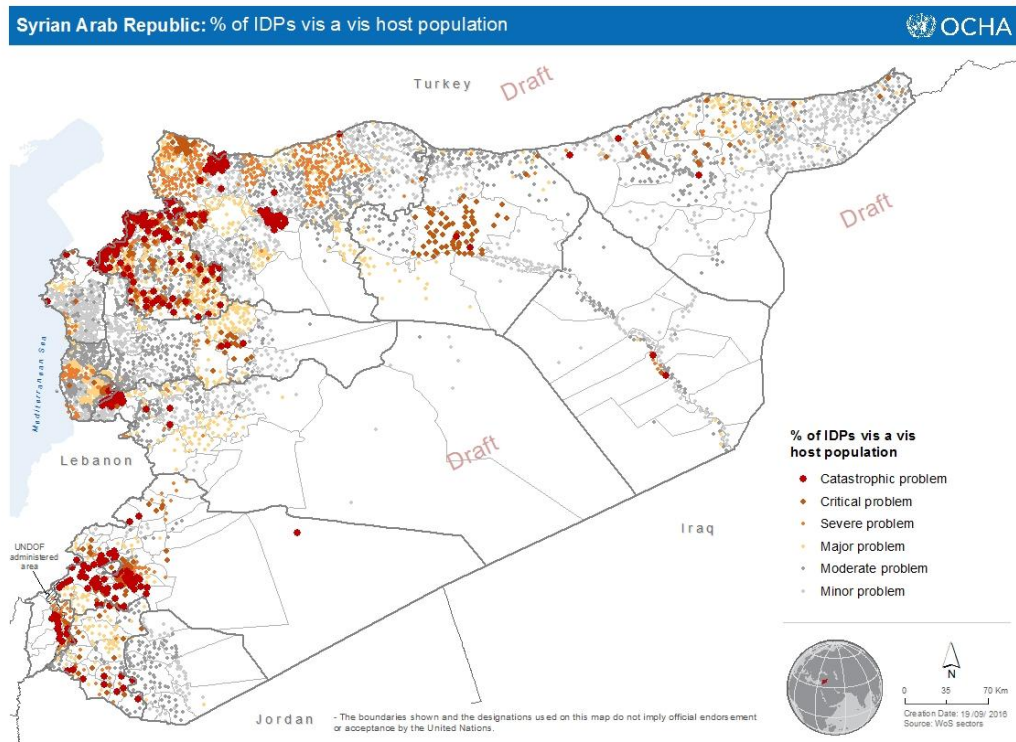 Syrian Arab Republic: % of IDPs vis a vis host population
OCHA
Turkey
Draft
Draft
Mediterranean Sea
Draft
Lebanon
Iraq
UNDOF
administered
area
Jordan
% of IDPs vis a vis
host population
Catastrophic problem
Critical problem
Severe problem
Major problem
Moderate problem
Minor problem
N
0 35 70 Km
Creation Date: 19 /09/ 2016
Source: WoS sectors
- The boundaries shown and the designations used on this map do not imply official endorsement
or acceptance by the United Nations.